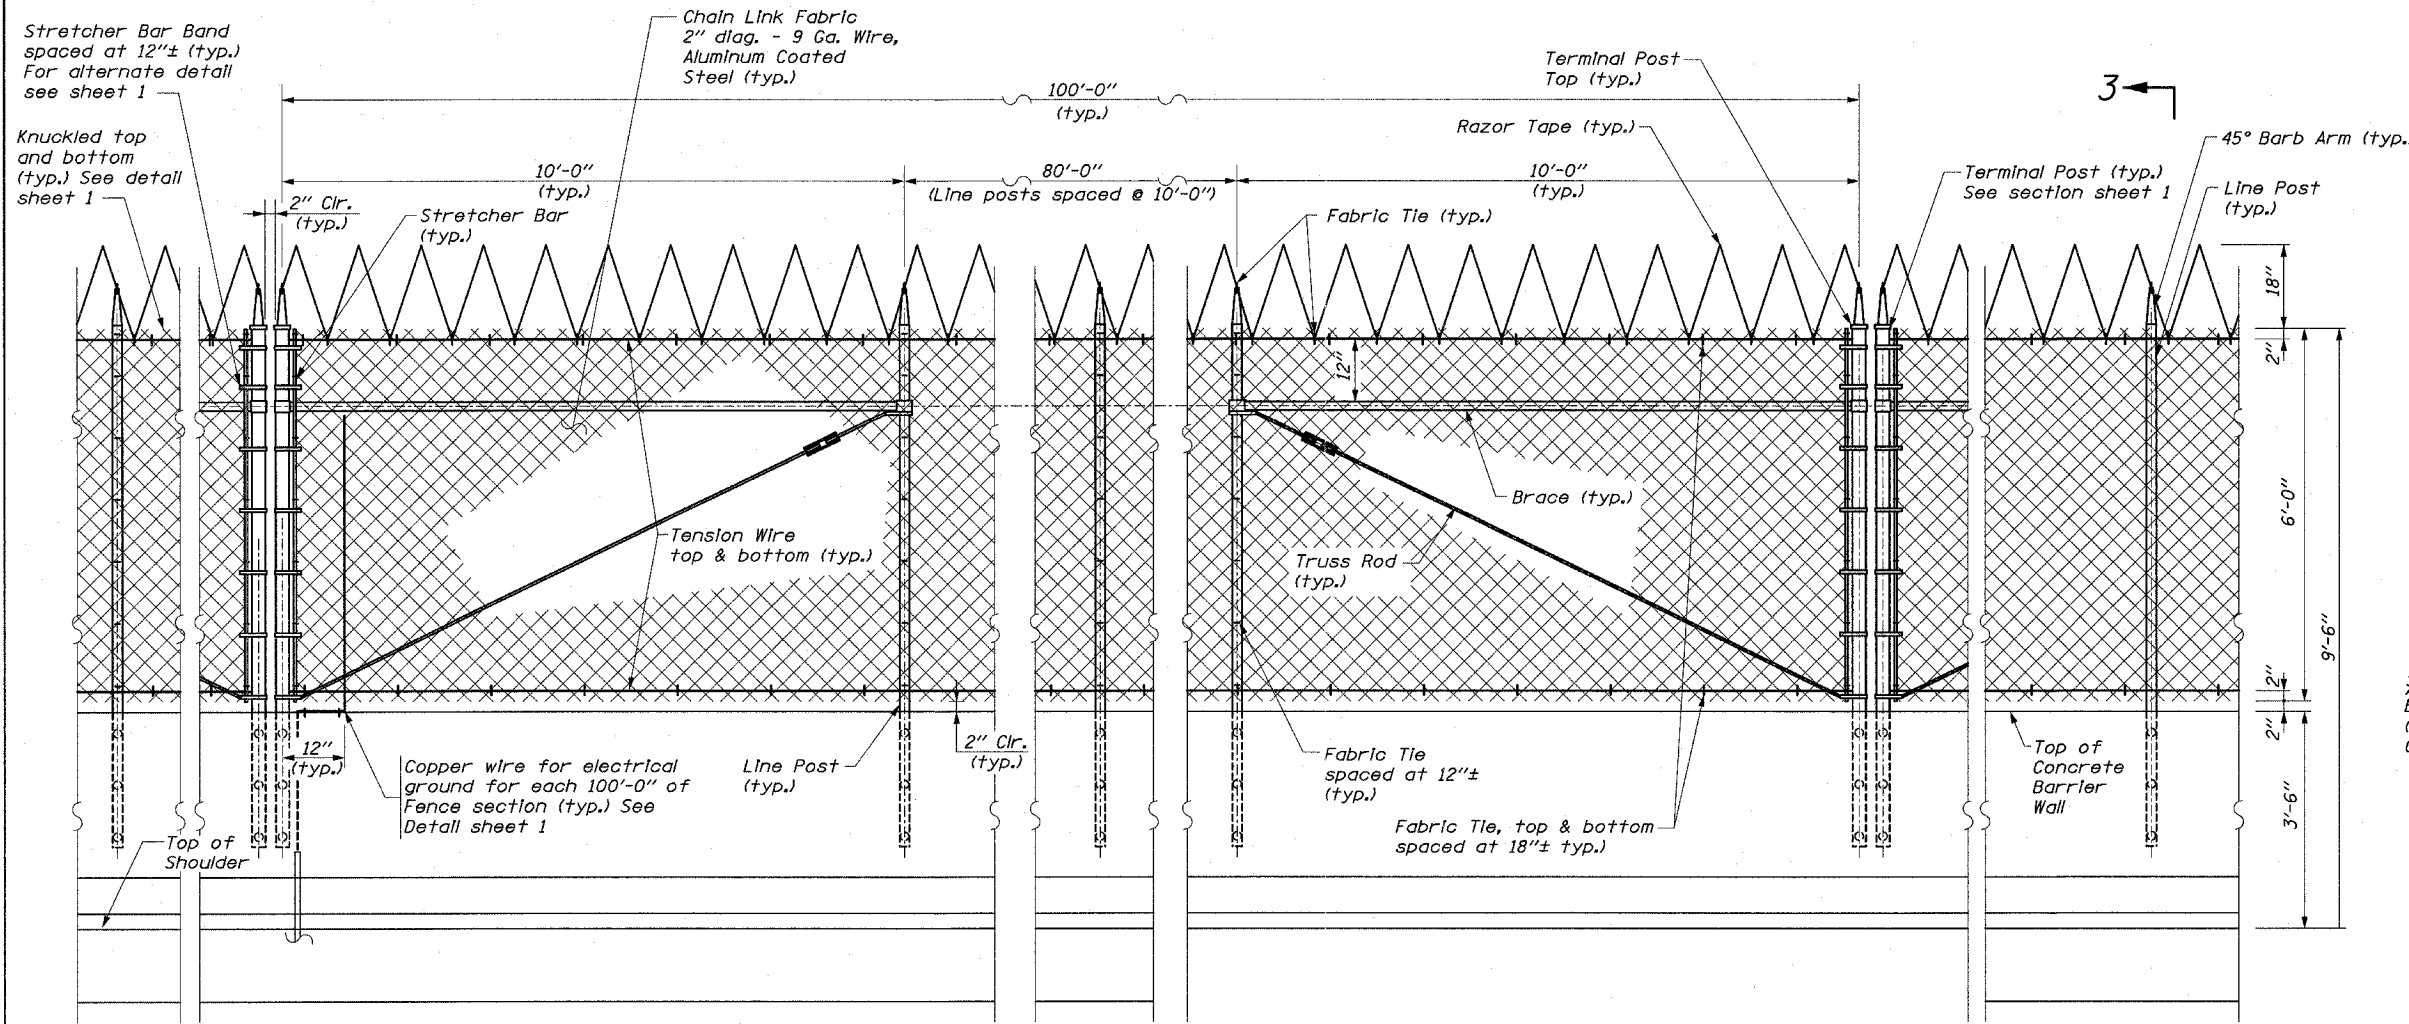 Stretcher Bar Band
spaced at 12"± (typ.)
For alternate detail
see sheet 1
Knuckled top
and bottom
(typ.) See detail
sheet 1
Chain Link Fabric
2" diag. - 9 Ga. Wire,
Aluminum Coated
Steel (typ.)
100'-0"
(typ.)
Terminal Post
Top (typ.)
3
Razor Tape (typ.)
45° Barb Arm (typ.
10'-0"
(typ.)
80'-0"
(Line posts spaced @ 10'-0")
10'-0"
(typ.)
Terminal Post (typ.)
See section sheet 1
Line Post
(typ.)
2" Clr.
(typ.)
Stretcher Bar
(typ.)
Fabric Tie (typ.)
18"
2"
12"
6'-0"
9'-6"
Brace (typ.)
Tension Wire
top & bottom (typ.)
Truss Rod
(typ.)
2"
2"
12"
(typ.)
Copper wire for electrical
ground for each 100'-0" of
Fence section (typ.) See
Detail sheet 1
Line Post
(typ.)
2" Clr.
(typ.)
Fabric Tie
spaced at 12"±
(typ.)
Fabric Tie, top & bottom
spaced at 18"± typ.)
Top of
Concrete
Barrier
Wall
3'-6"
Top of
Shoulder